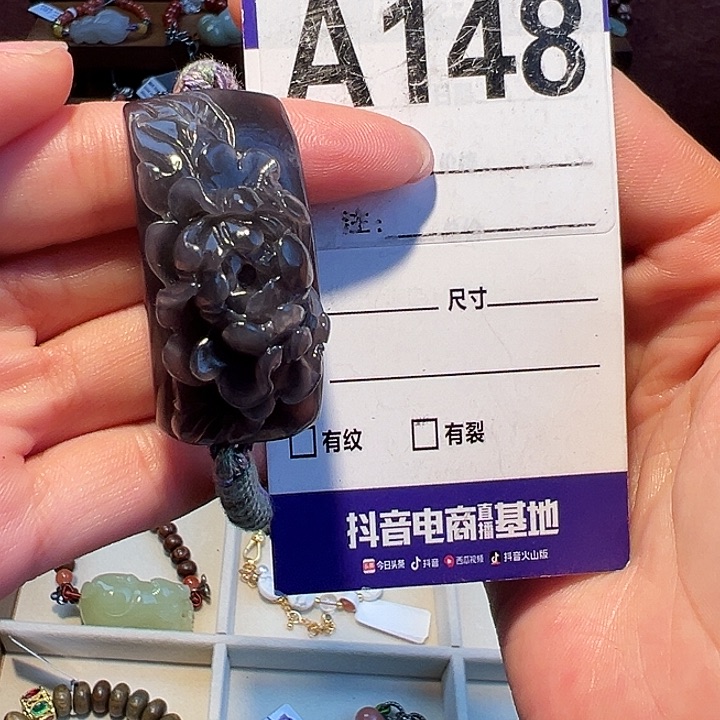 A148
注：
尺寸
有纹 有裂
抖音电商直播基地
今日头条 抖音 西瓜视频 抖音火山版